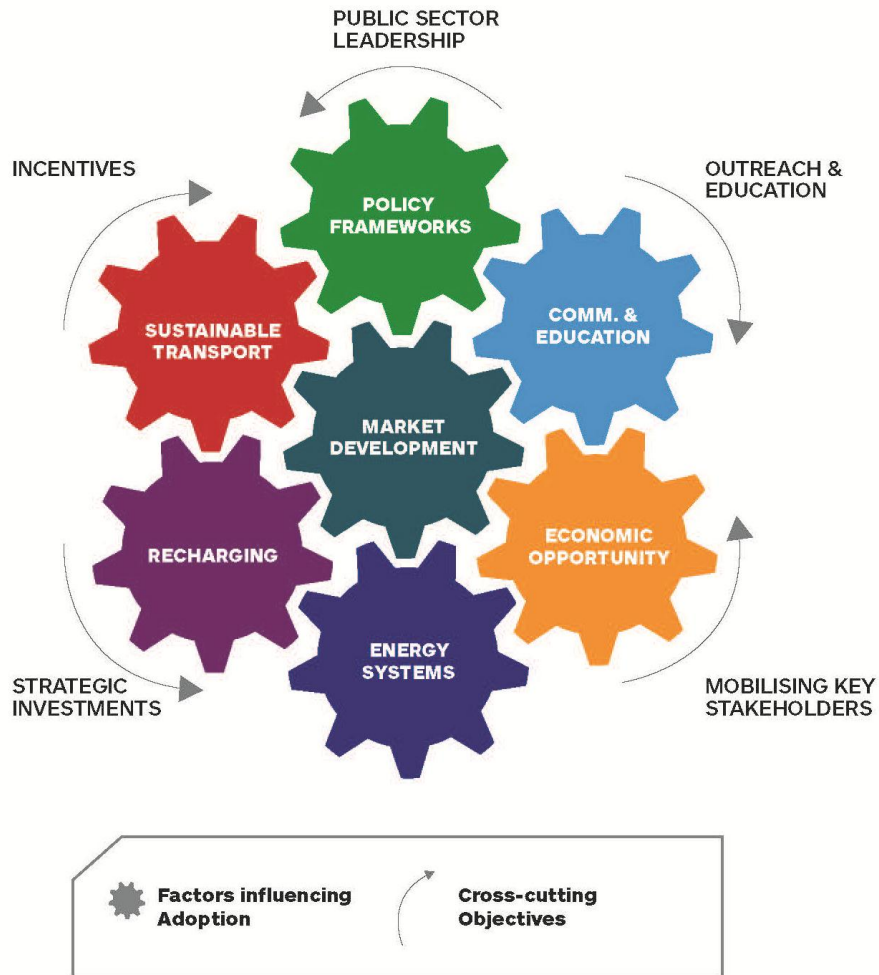 PUBLIC SECTOR
LEADERSHIP
INCENTIVES
OUTREACH &
EDUCATION
POLICY
FRAMEWORKS
SUSTAINABLE
TRANSPORT
COMM. &
EDUCATION
MARKET
DEVELOPMENT
RECHARGING
ECONOMIC
OPPORTUNITY
ENERGY
SYSTEMS
STRATEGIC
INVESTMENTS
MOBILISING KEY
STAKEHOLDERS
Factors influencing
Adoption
Cross-cutting
Objectives